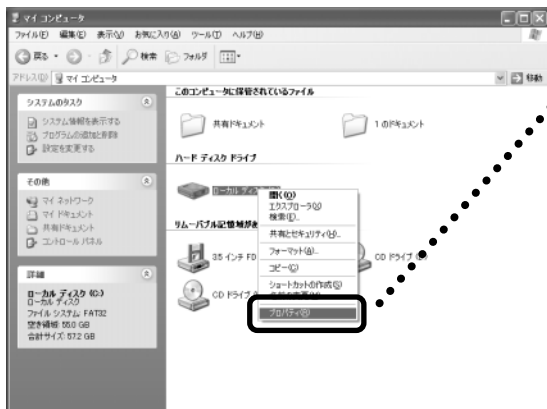 マイ コンピュータ
ファイル(F) 編集(E) 表示(V) お気に入り(A) ツール(T) ヘルプ(H)
戻る 検索 フォルダ
アドレス(D) マイ コンピュータ 移動
システムのタスク
システム情報を表示する
プログラムの追加と削除
設定を変更する
その他
マイ ネットワーク
マイ ドキュメント
共有ドキュメント
コントロール パネル
詳細
ローカル ディスク (C:)
ローカル ディスク
ファイル システム: FAT32
空き領域: 55.0 GB
合計サイズ: 57.2 GB
このコンピュータに保管されているファイル
共有ドキュメント
1 のドキュメント
ハード ディスク ドライブ
ローカル ディスク
リムーバブル記憶域があ
3.5 インチ FD
CD ドライブ
CD ドライブ
開く(O)
エクスプローラ(X)
検索(E)...
共有とセキュリティ(H)...
フォーマット(A)...
コピー(C)
ショートカットの作成(S)
プロパティ(R)